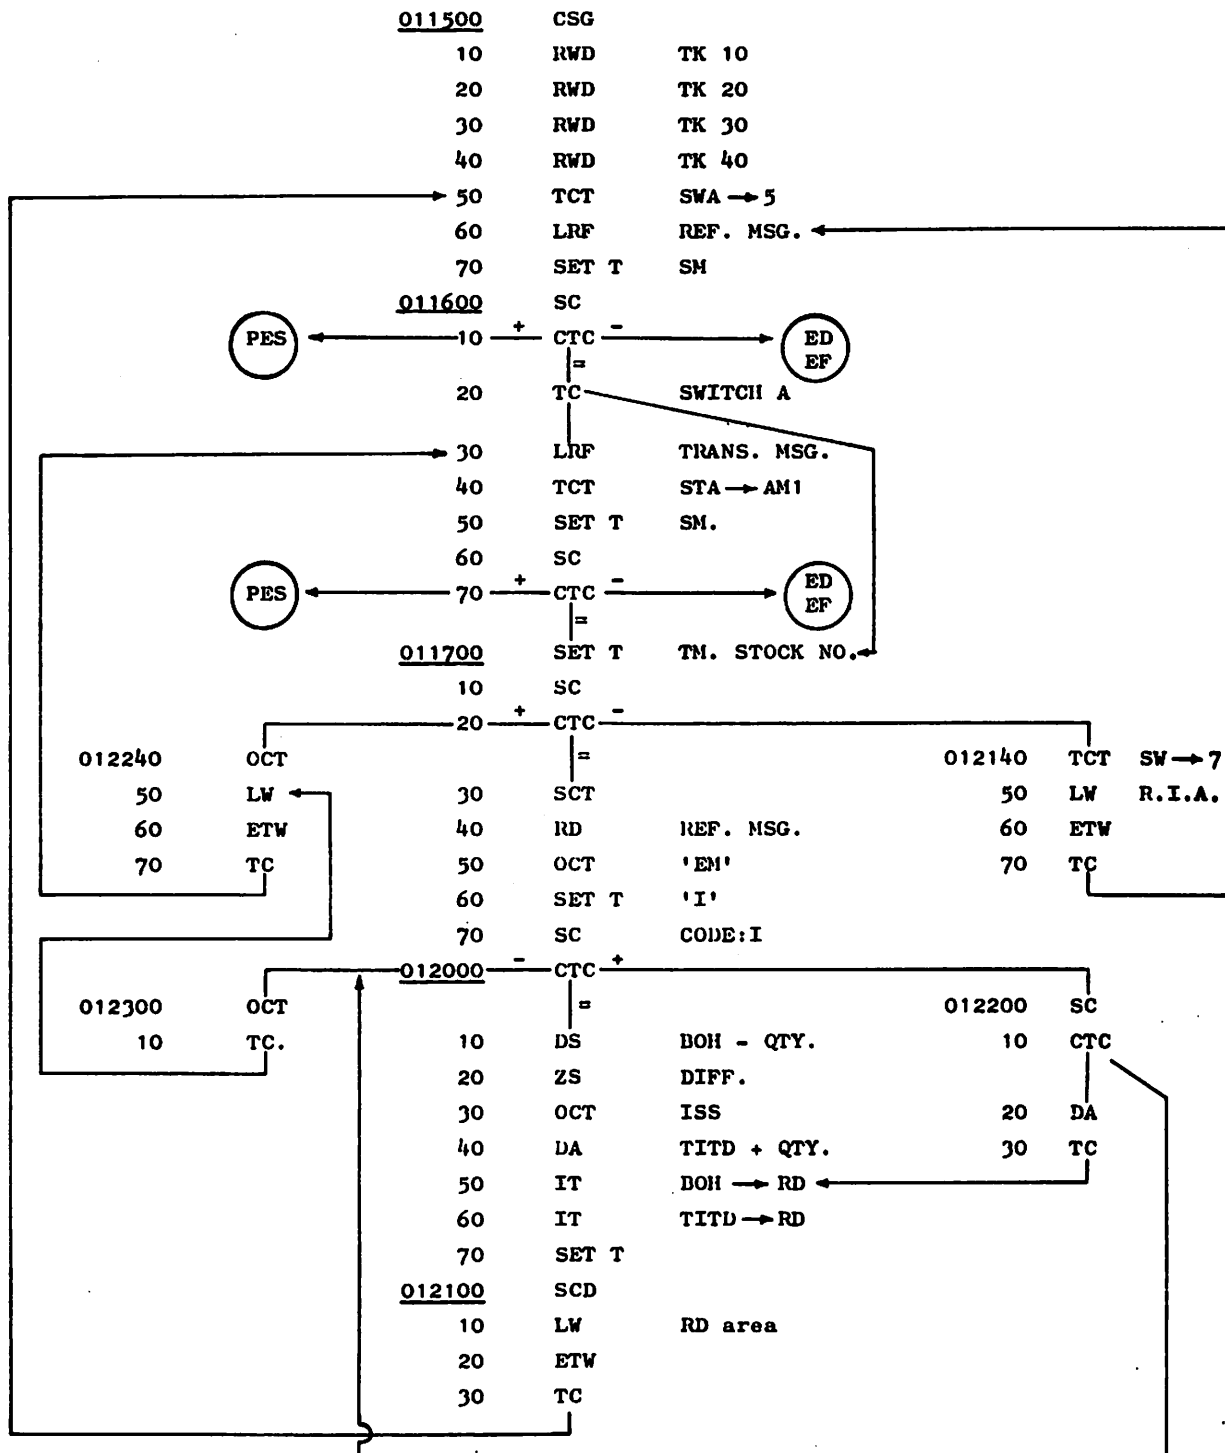 011500 CSG
10 RWD TK 10
20 RWD TK 20
30 RWD TK 30
40 RWD TK 40
50 TCT SWA → 5
60 LRF REF. MSG.
70 SET T SM
011600 SC
PES 10 + CTC - ED EF
=
20 TC SWITCH A
30 LRF TRANS. MSG.
40 TCT STA → AM1
50 SET T SM.
60 SC
PES 70 + CTC - ED EF
=
011700 SET T TM. STOCK NO.
10 SC
20 + CTC -
012240 OCT = 012140 TCT SW → 7
50 LW 30 SCT 50 LW R.I.A.
60 ETW 40 RD REF. MSG. 60 ETW
70 TC 50 OCT 'EM' 70 TC
60 SET T 'I'
70 SC CODE:I
012000 - CTC +
012300 OCT = 012200 SC
10 TC. 10 DS BOH - QTY. 10 CTC
20 ZS DIFF.
30 OCT ISS 20 DA
40 DA TITD + QTY. 30 TC
50 IT BOH → RD
60 IT TITD → RD
70 SET T
012100 SCD
10 LW RD area
20 ETW
30 TC